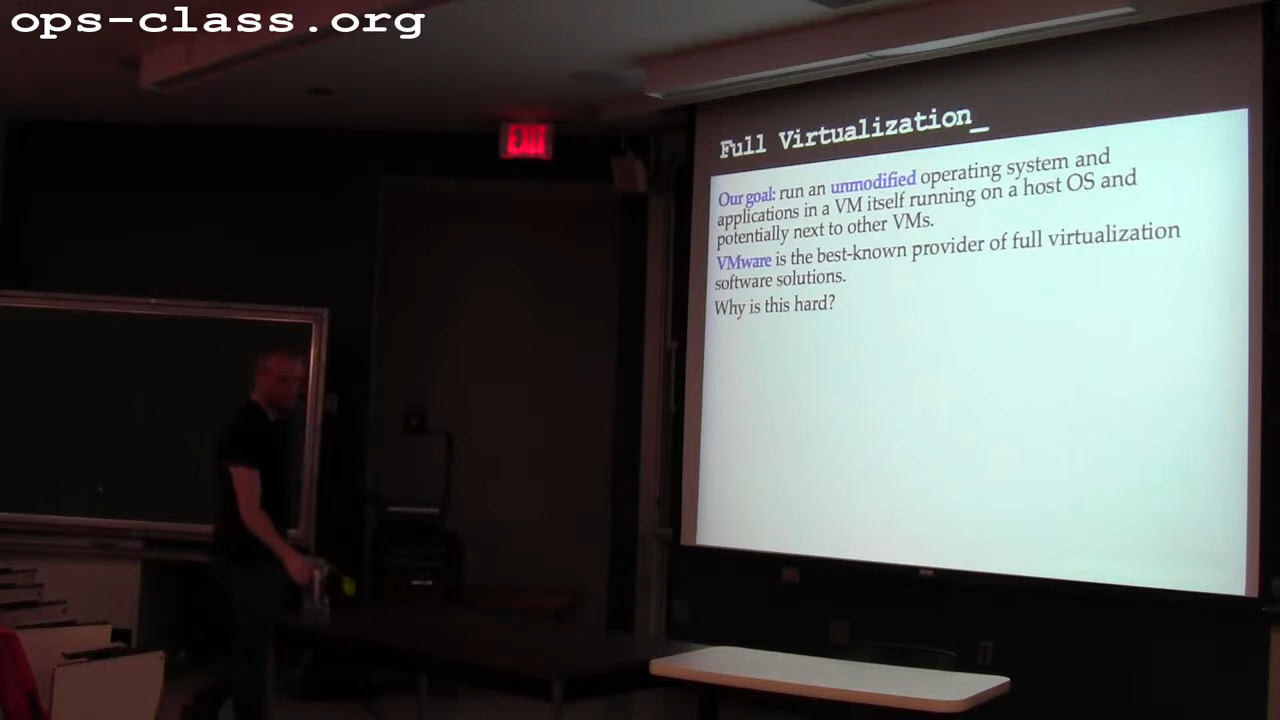 ops-class.org
EXIT
Full Virtualization_
Our goal: run an unmodified operating system and
applications in a VM itself running on a host OS and
potentially next to other VMs.
VMware is the best-known provider of full virtualization
software solutions.
Why is this hard?